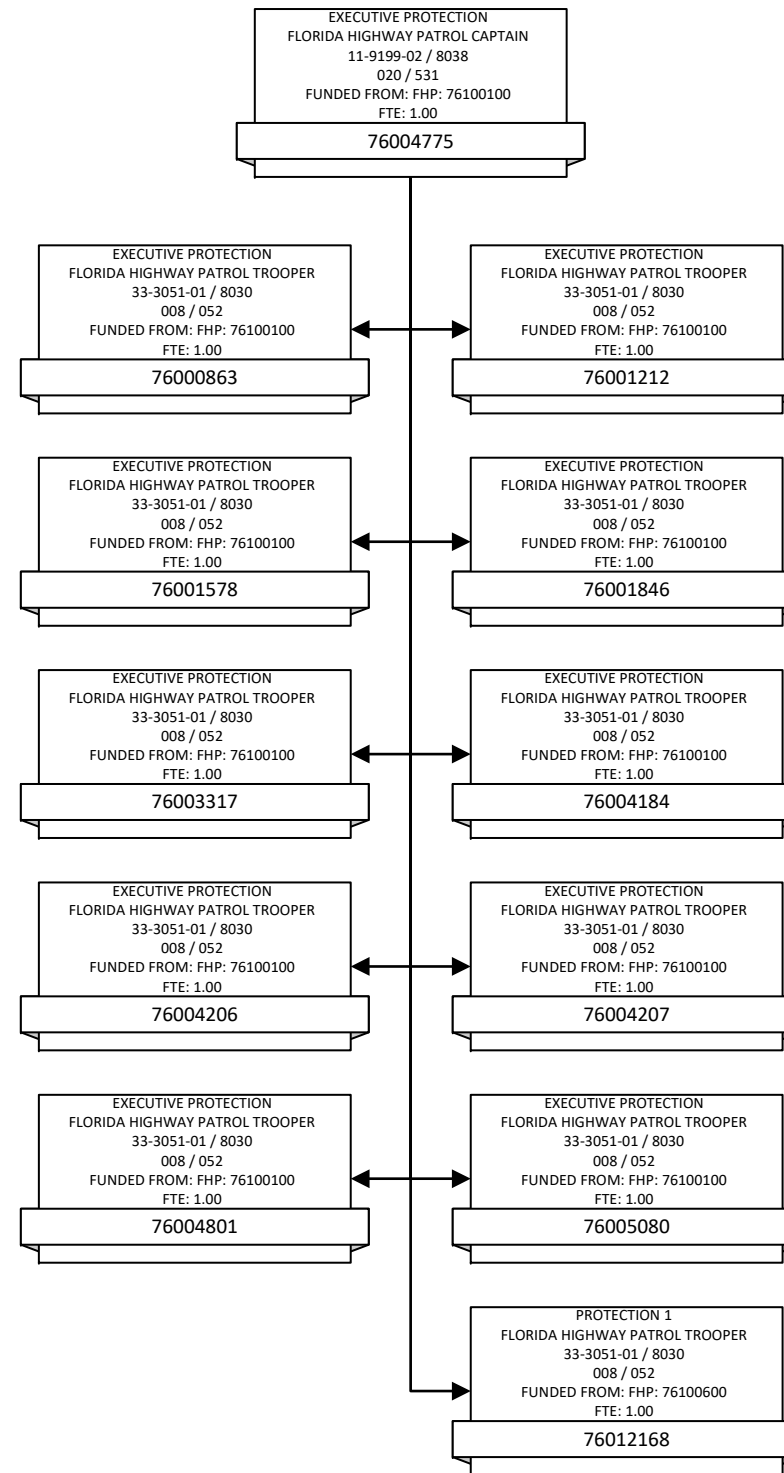 EXECUTIVE PROTECTION
FLORIDA HIGHWAY PATROL CAPTAIN
11-9199-02 / 8038
020 / 531
FUNDED FROM: FHP: 76100100
FTE: 1.00
76004775
EXECUTIVE PROTECTION
FLORIDA HIGHWAY PATROL TROOPER
33-3051-01 / 8030
008 / 052
FUNDED FROM: FHP: 76100100
FTE: 1.00
76000863
EXECUTIVE PROTECTION
FLORIDA HIGHWAY PATROL TROOPER
33-3051-01 / 8030
008 / 052
FUNDED FROM: FHP: 76100100
FTE: 1.00
76001212
EXECUTIVE PROTECTION
FLORIDA HIGHWAY PATROL TROOPER
33-3051-01 / 8030
008 / 052
FUNDED FROM: FHP: 76100100
FTE: 1.00
76001578
EXECUTIVE PROTECTION
FLORIDA HIGHWAY PATROL TROOPER
33-3051-01 / 8030
008 / 052
FUNDED FROM: FHP: 76100100
FTE: 1.00
76001846
EXECUTIVE PROTECTION
FLORIDA HIGHWAY PATROL TROOPER
33-3051-01 / 8030
008 / 052
FUNDED FROM: FHP: 76100100
FTE: 1.00
76003317
EXECUTIVE PROTECTION
FLORIDA HIGHWAY PATROL TROOPER
33-3051-01 / 8030
008 / 052
FUNDED FROM: FHP: 76100100
FTE: 1.00
76004184
EXECUTIVE PROTECTION
FLORIDA HIGHWAY PATROL TROOPER
33-3051-01 / 8030
008 / 052
FUNDED FROM: FHP: 76100100
FTE: 1.00
76004206
EXECUTIVE PROTECTION
FLORIDA HIGHWAY PATROL TROOPER
33-3051-01 / 8030
008 / 052
FUNDED FROM: FHP: 76100100
FTE: 1.00
76004207
EXECUTIVE PROTECTION
FLORIDA HIGHWAY PATROL TROOPER
33-3051-01 / 8030
008 / 052
FUNDED FROM: FHP: 76100100
FTE: 1.00
76004801
EXECUTIVE PROTECTION
FLORIDA HIGHWAY PATROL TROOPER
33-3051-01 / 8030
008 / 052
FUNDED FROM: FHP: 76100100
FTE: 1.00
76005080
PROTECTION 1
FLORIDA HIGHWAY PATROL TROOPER
33-3051-01 / 8030
008 / 052
FUNDED FROM: FHP: 76100600
FTE: 1.00
76012168